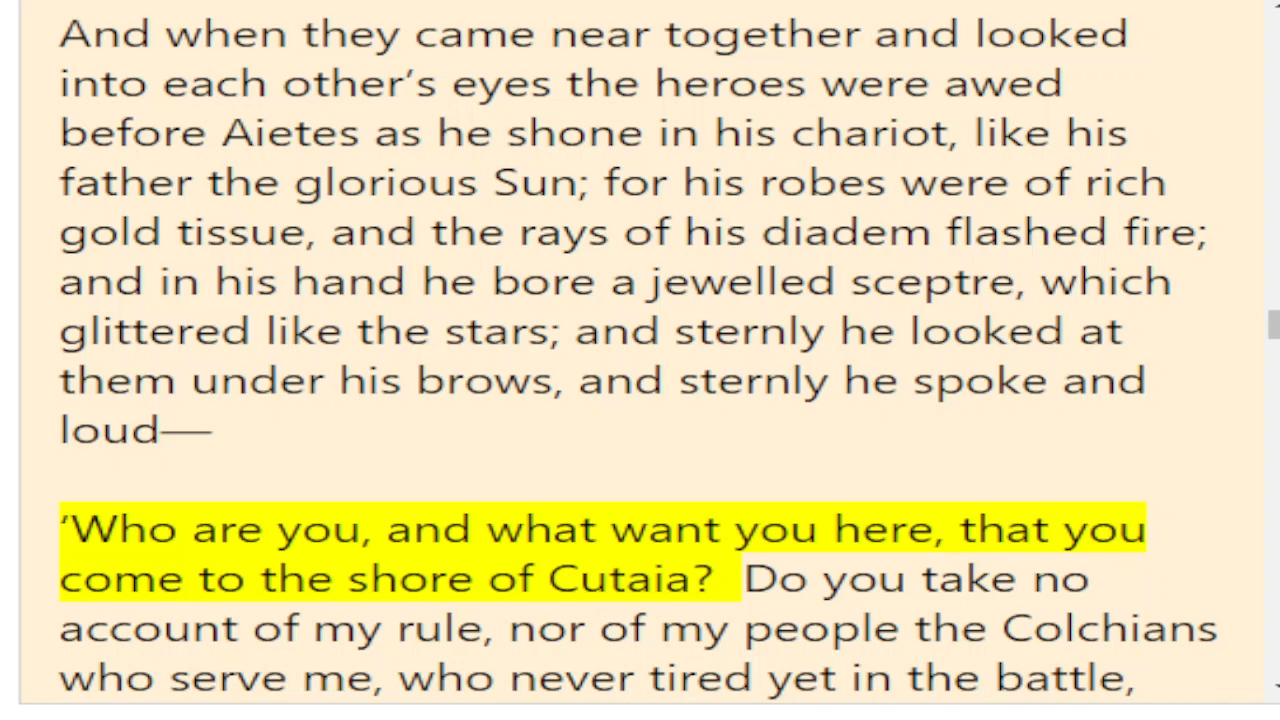 And when they came near together and looked
into each other’s eyes the heroes were awed
before Aietes as he shone in his chariot, like his
father the glorious Sun; for his robes were of rich
gold tissue, and the rays of his diadem flashed fire;
and in his hand he bore a jewelled sceptre, which
glittered like the stars; and sternly he looked at
them under his brows, and sternly he spoke and
loud—
‘Who are you, and what want you here, that you
come to the shore of Cutaia? Do you take no
account of my rule, nor of my people the Colchians
who serve me, who never tired yet in the battle,